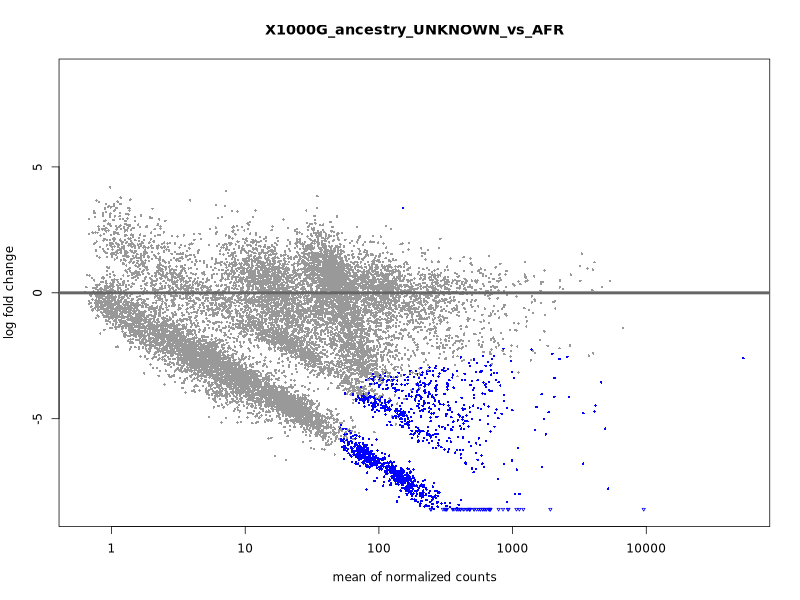 X1000G_ancestry_UNKNOWN_vs_AFR
5
0
-5
log fold change
1 10 100 1000 10000
mean of normalized counts